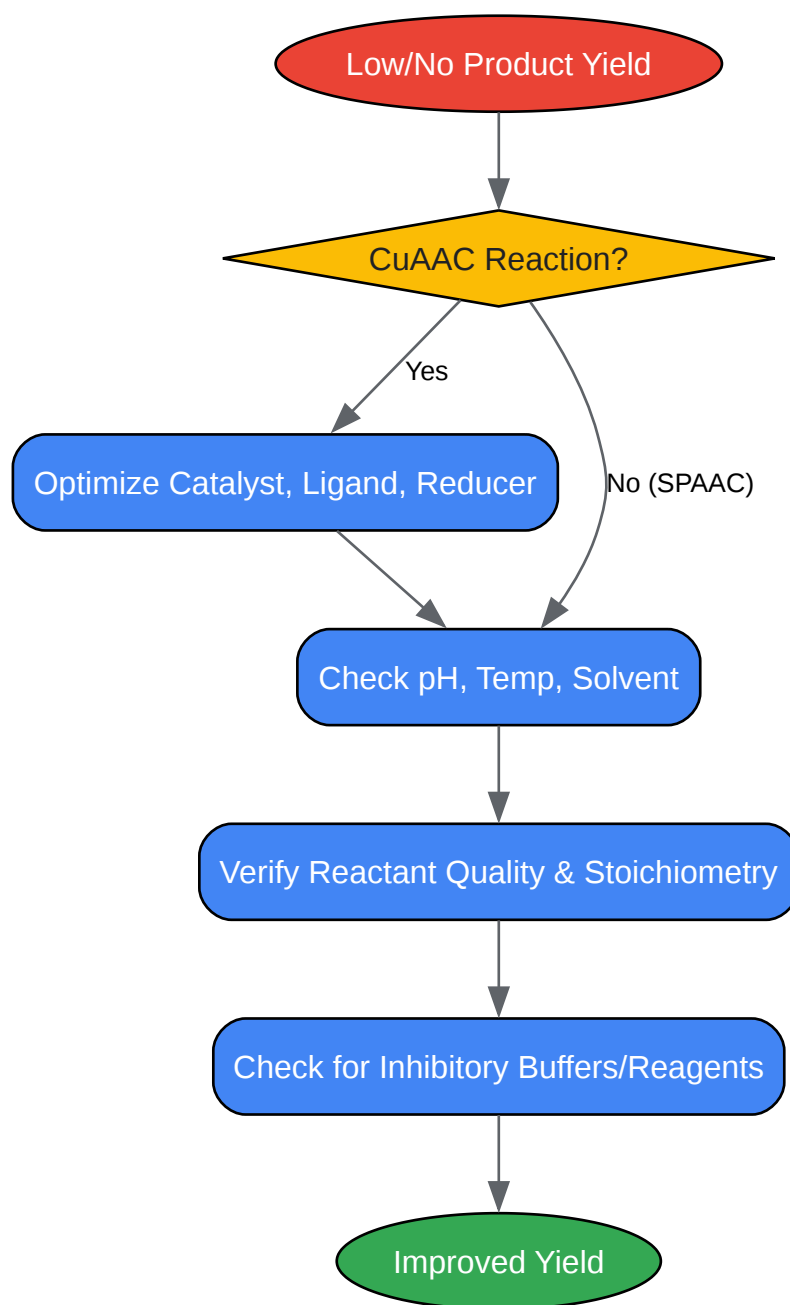 Low/No Product Yield
CuAAC Reaction?
Yes
Optimize Catalyst, Ligand, Reducer
No (SPAAC)
Check pH, Temp, Solvent
Verify Reactant Quality & Stoichiometry
Check for Inhibitory Buffers/Reagents
Improved Yield